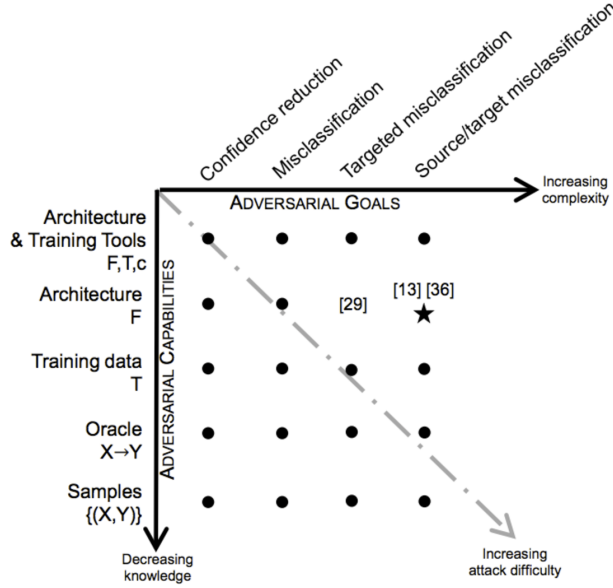 Confidence reduction
Misclassification
Targeted misclassification
Source/target misclassification
Increasing
complexity
ADVERSARIAL GOALS
ADVERSARIAL CAPABILITIES
Architecture
& Training Tools
F,T,c
Architecture
F
[29]
[13] [36]
Training data
T
Oracle
X→Y
Samples
{(X,Y)}
Decreasing
knowledge
Increasing
attack difficulty